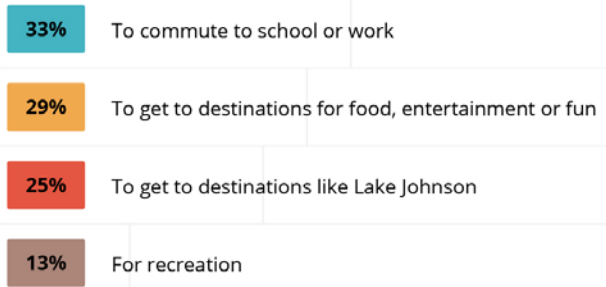 33% To commute to school or work
29% To get to destinations for food, entertainment or fun
25% To get to destinations like Lake Johnson
13% For recreation